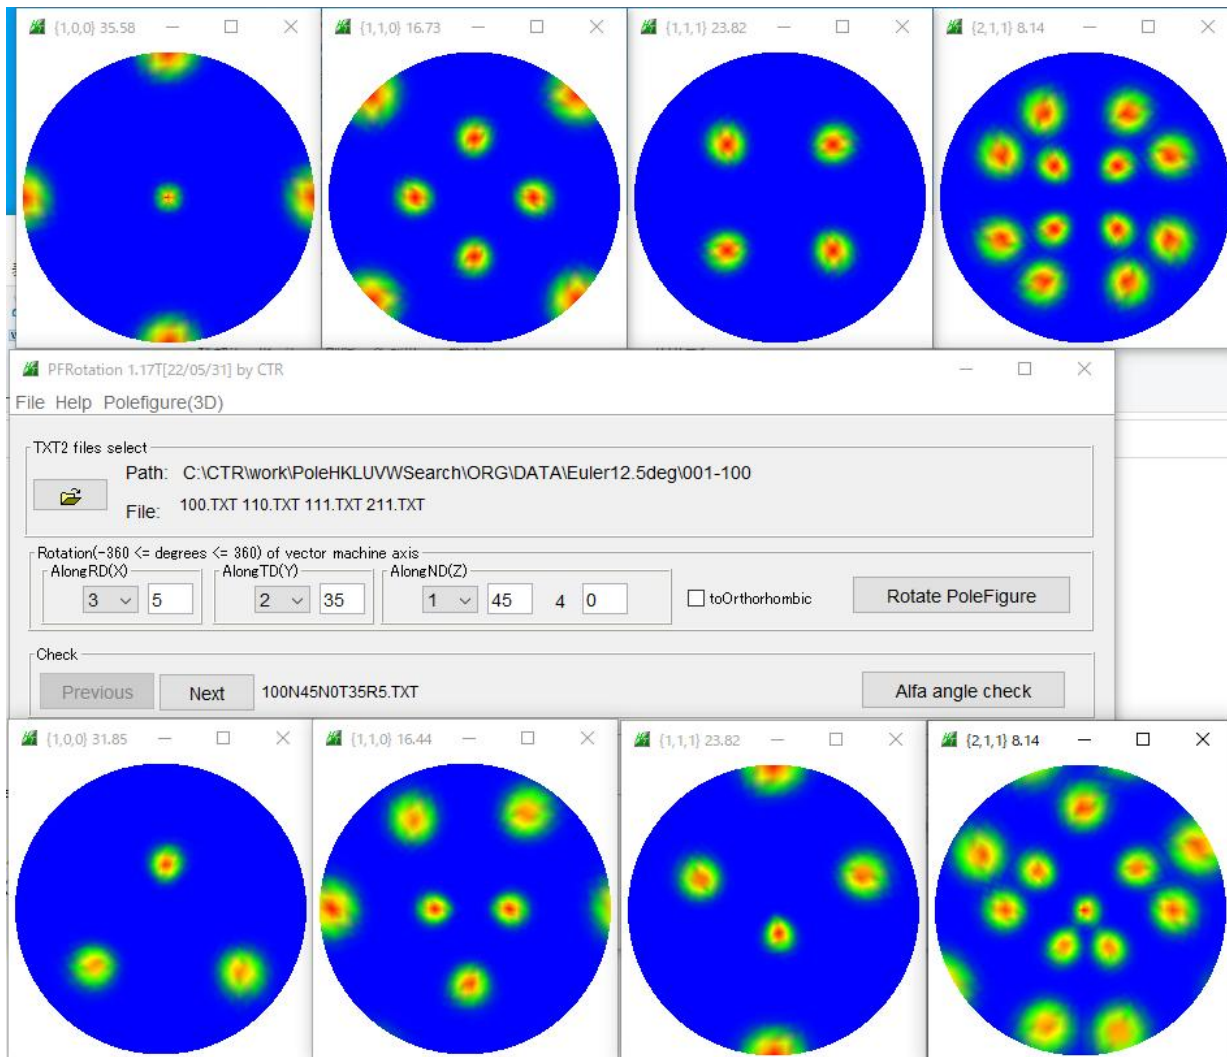 {1,0,0} 35.58
{1,1,0} 16.73
{1,1,1} 23.82
{2,1,1} 8.14
PFRotation 1.17T[22/05/31] by CTR
File Help Polefigure(3D)
TXT2 files select
Path: C:\CTR\work\PoleHKLUVWSearch\ORG\DATA\Euler12.5deg\001-100
File: 100.TXT 110.TXT 111.TXT 211.TXT
Rotation(-360 <= degrees <= 360) of vector machine axis
AlongRD(X) AlongTD(Y) AlongND(Z)
3 5 2 35 1 45 4 0 toOrthorhombic Rotate PoleFigure
Check
Previous Next 100N45N0T35R5.TXT Alfa angle check
{1,0,0} 31.85
{1,1,0} 16.44
{1,1,1} 23.82
{2,1,1} 8.14